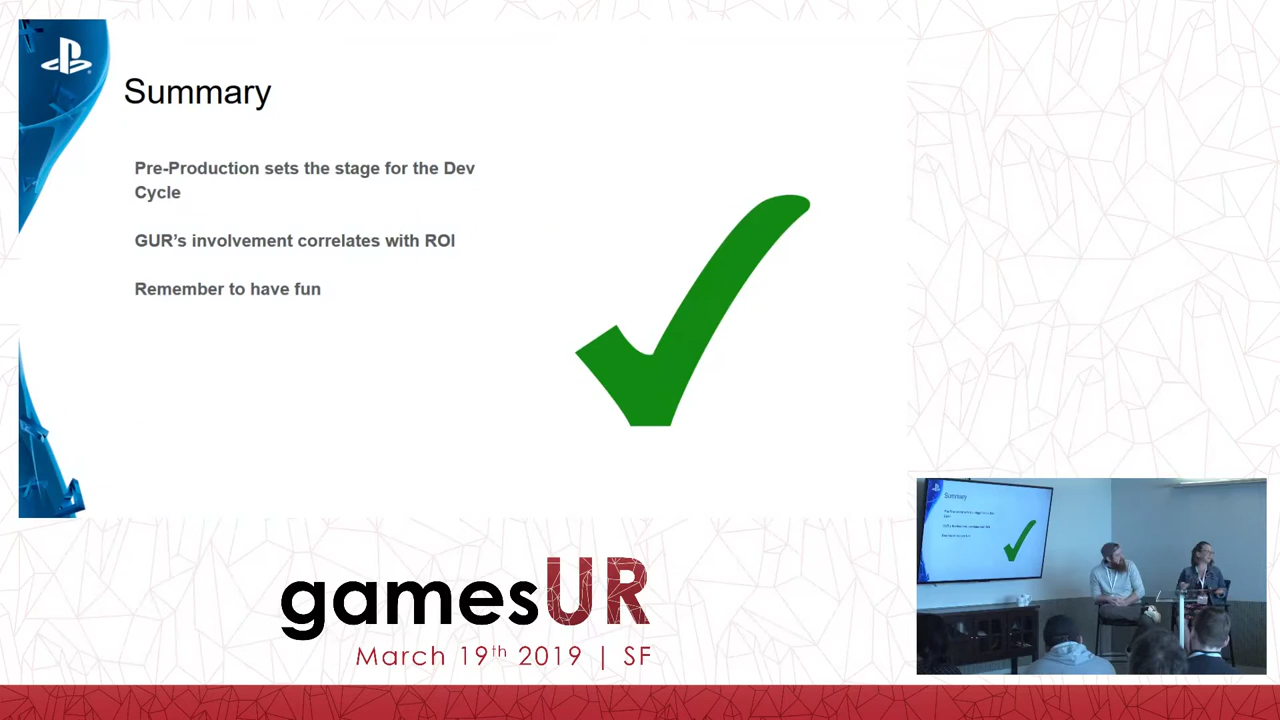 Summary
Pre-Production sets the stage for the Dev
Cycle
GUR's involvement correlates with ROI
Remember to have fun
gamesUR
March 19th 2019 | SF
Summary